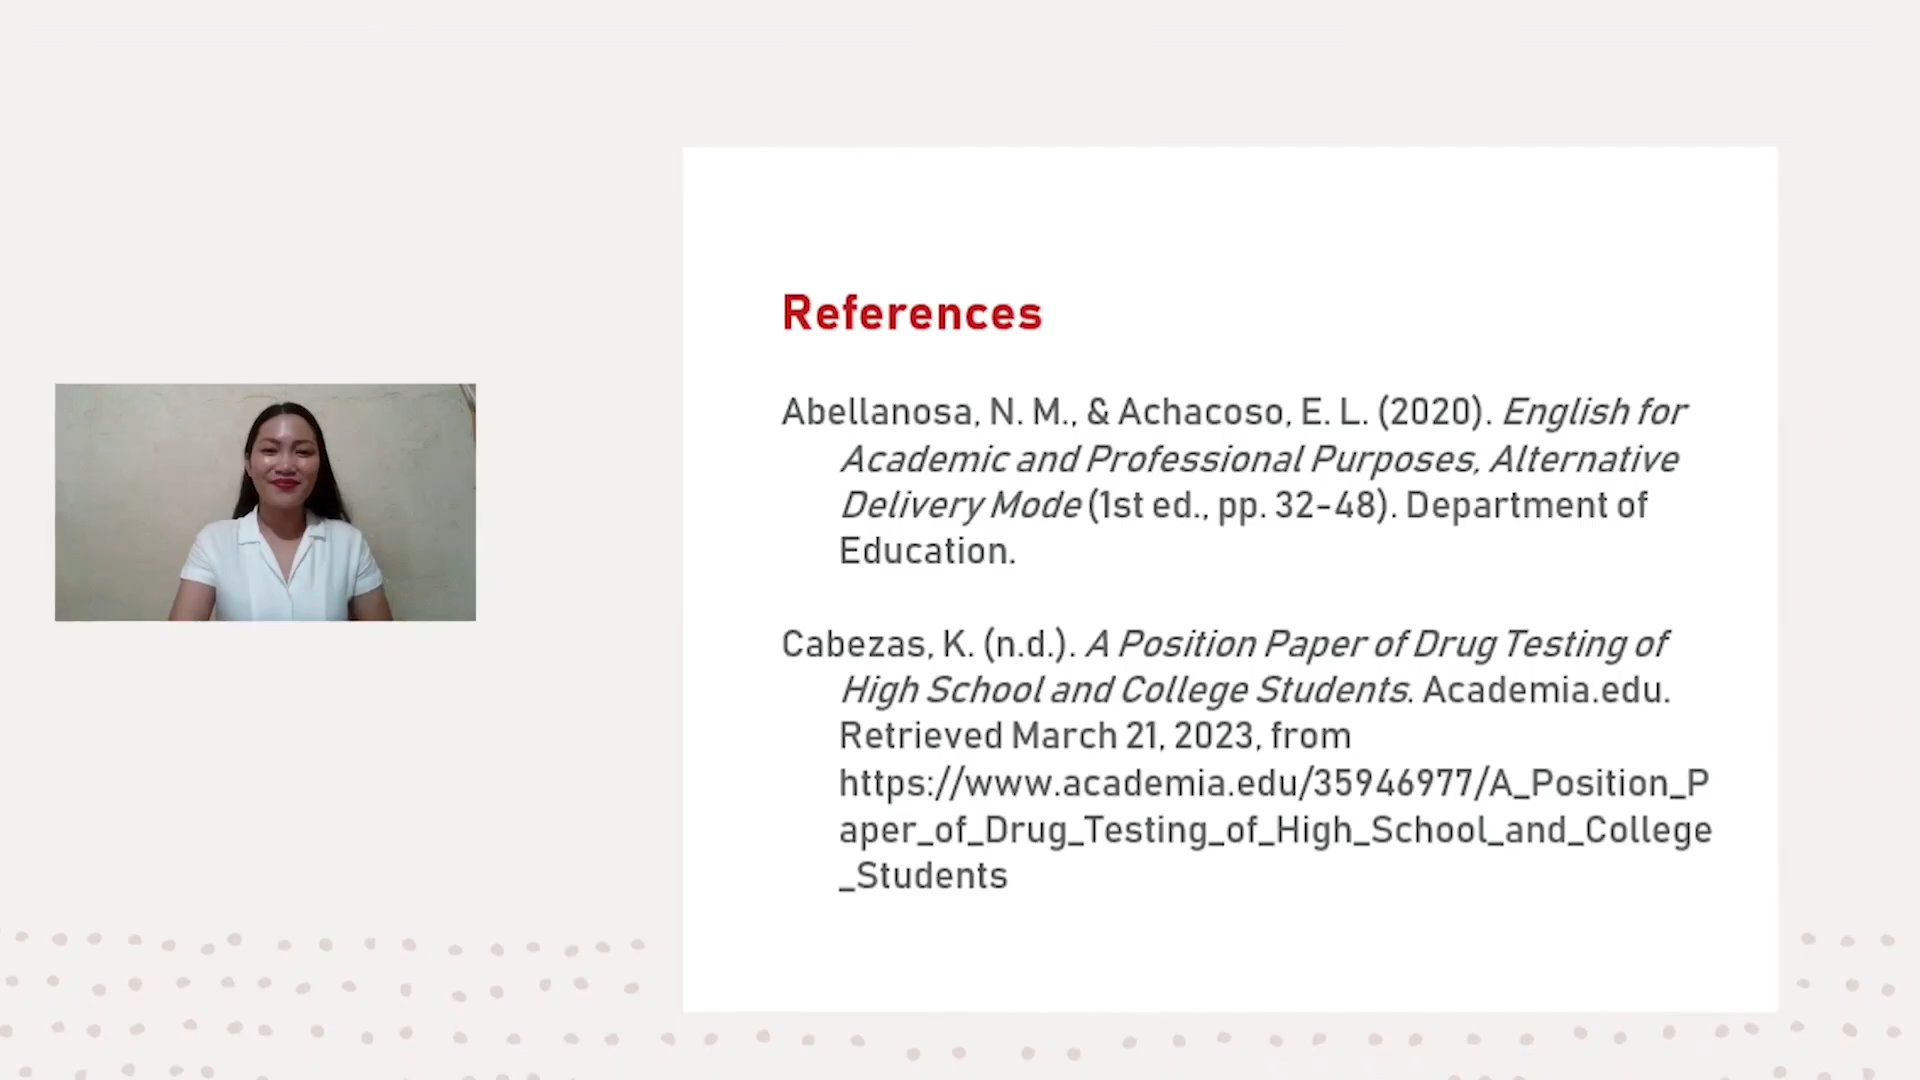 References
Abellanosa, N. M., & Achacoso, E. L. (2020). English for
Academic and Professional Purposes, Alternative
Delivery Mode (1st ed., pp. 32-48). Department of
Education.
Cabezas, K. (n.d.). A Position Paper of Drug Testing of
High School and College Students. Academia.edu.
Retrieved March 21, 2023, from
https://www.academia.edu/35946977/A_Position_P
aper_of_Drug_Testing_of_High_School_and_College
_Students